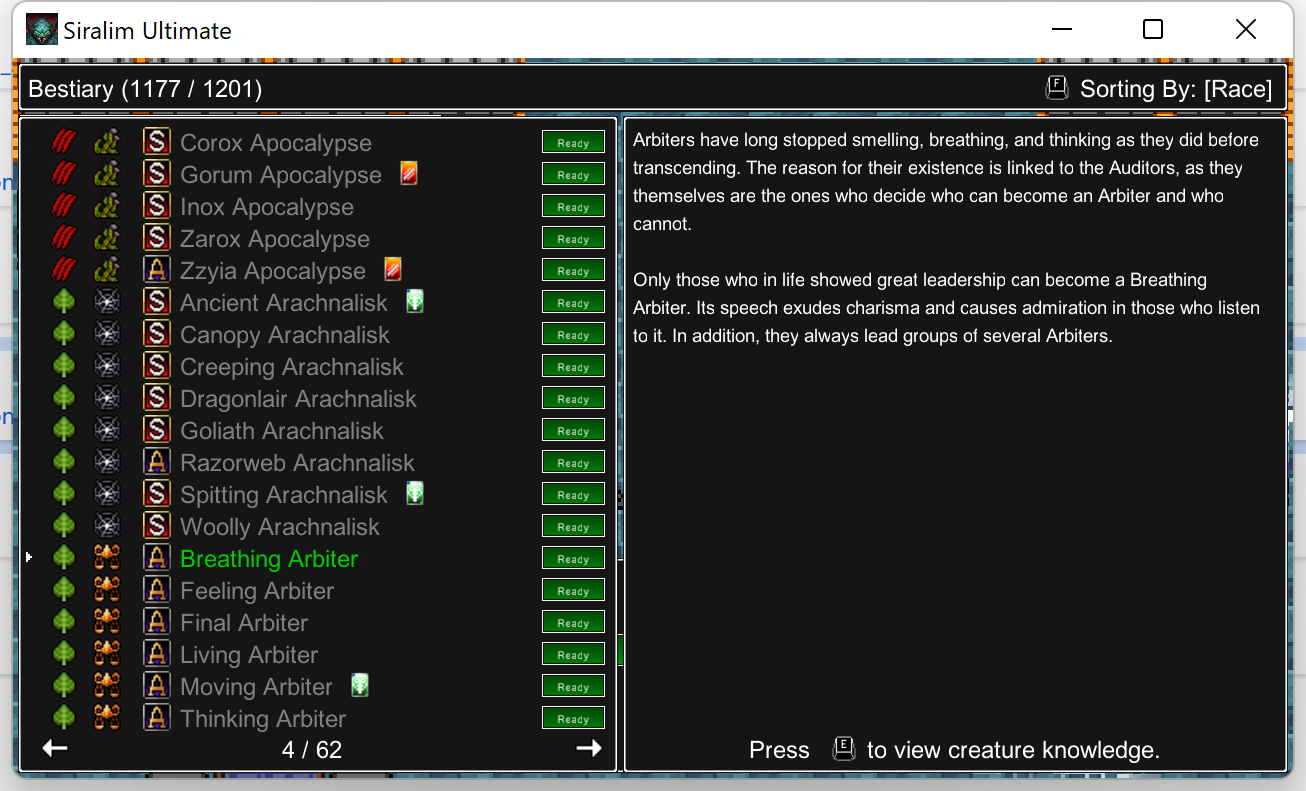 Siralim Ultimate
Bestiary (1177 / 1201)
F Sorting By: [Race]
S Corox Apocalypse Ready
S Gorum Apocalypse Ready
S Inox Apocalypse Ready
S Zarox Apocalypse Ready
A Zzyia Apocalypse Ready
S Ancient Arachnalisk Ready
S Canopy Arachnalisk Ready
S Creeping Arachnalisk Ready
S Dragonlair Arachnalisk Ready
S Goliath Arachnalisk Ready
A Razorweb Arachnalisk Ready
S Spitting Arachnalisk Ready
S Woolly Arachnalisk Ready
A Breathing Arbiter Ready
A Feeling Arbiter Ready
A Final Arbiter Ready
A Living Arbiter Ready
A Moving Arbiter Ready
A Thinking Arbiter Ready
4 / 62
Arbiters have long stopped smelling, breathing, and thinking as they did before
transcending. The reason for their existence is linked to the Auditors, as they
themselves are the ones who decide who can become an Arbiter and who
cannot.
Only those who in life showed great leadership can become a Breathing
Arbiter. Its speech exudes charisma and causes admiration in those who listen
to it. In addition, they always lead groups of several Arbiters.
Press E to view creature knowledge.